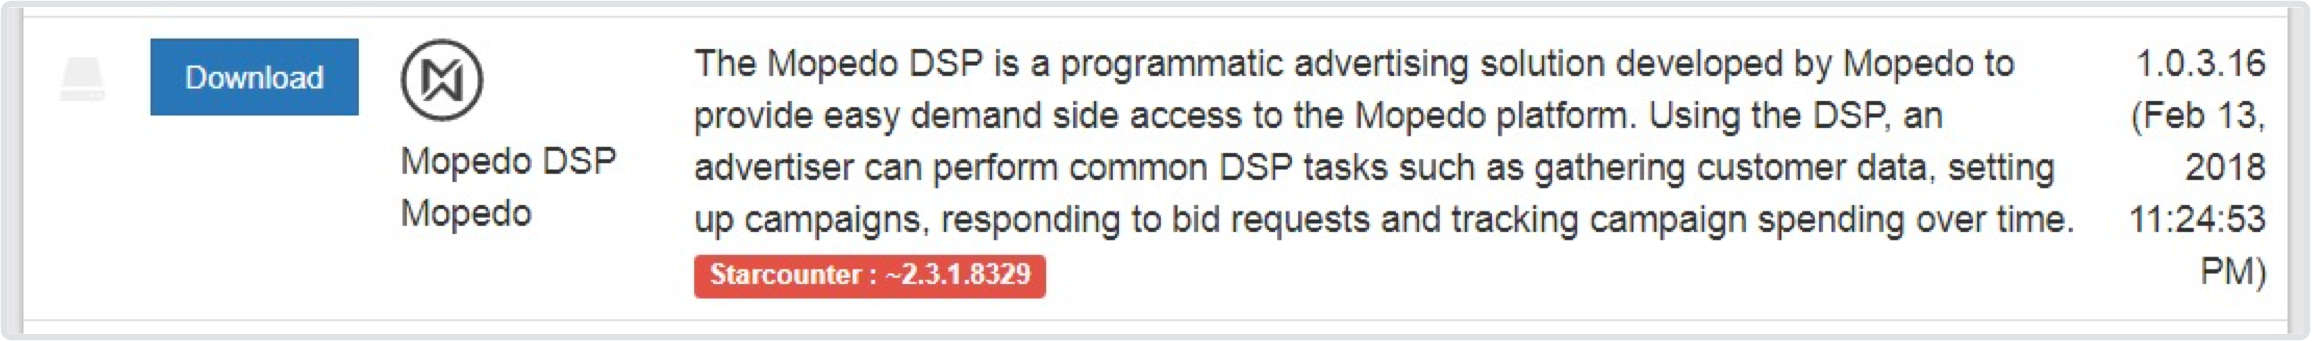 Download
Mopedo DSP
Mopedo
The Mopedo DSP is a programmatic advertising solution developed by Mopedo to
provide easy demand side access to the Mopedo platform. Using the DSP, an
advertiser can perform common DSP tasks such as gathering customer data, setting
up campaigns, responding to bid requests and tracking campaign spending over time.
Starcounter : ~2.3.1.8329
1.0.3.16
(Feb 13,
2018
11:24:53
PM)